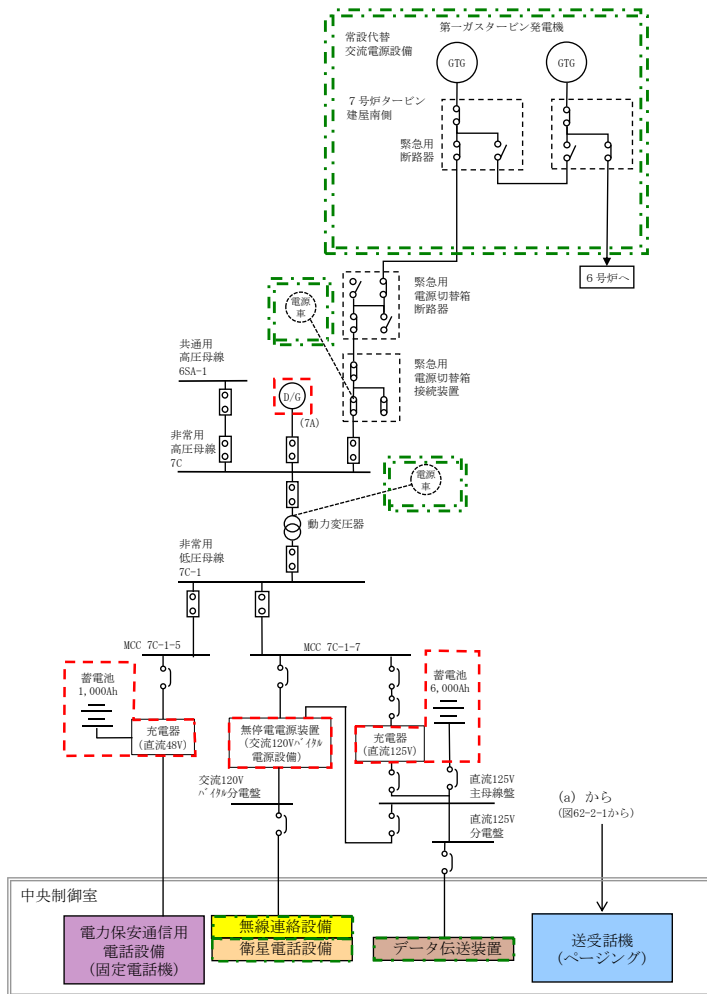 常設代替
交流電源設備
第一ガスタービン発電機
GTG
GTG
7号炉タービン
建屋南側
緊急用
断路器
6号炉へ
緊急用
電源切替箱
断路器
電源
車
共通用
高圧母線
6SA-1
緊急用
電源切替箱
接続装置
D/G
(7A)
非常用
高圧母線
7C
電源
車
動力変圧器
非常用
低圧母線
7C-1
MCC 7C-1-5
MCC 7C-1-7
蓄電池
1,000Ah
蓄電池
6,000Ah
充電器
(直流48V)
無停電電源装置
(交流120Vバイタル
電源設備)
充電器
(直流125V)
交流120V
バイタル分電盤
直流125V
主母線盤
直流125V
分電盤
(a) から
(図62-2-1から)
中央制御室
電力保安通信用
電話設備
(固定電話機)
無線連絡設備
衛星電話設備
データ伝送装置
送受話機
(ページング)